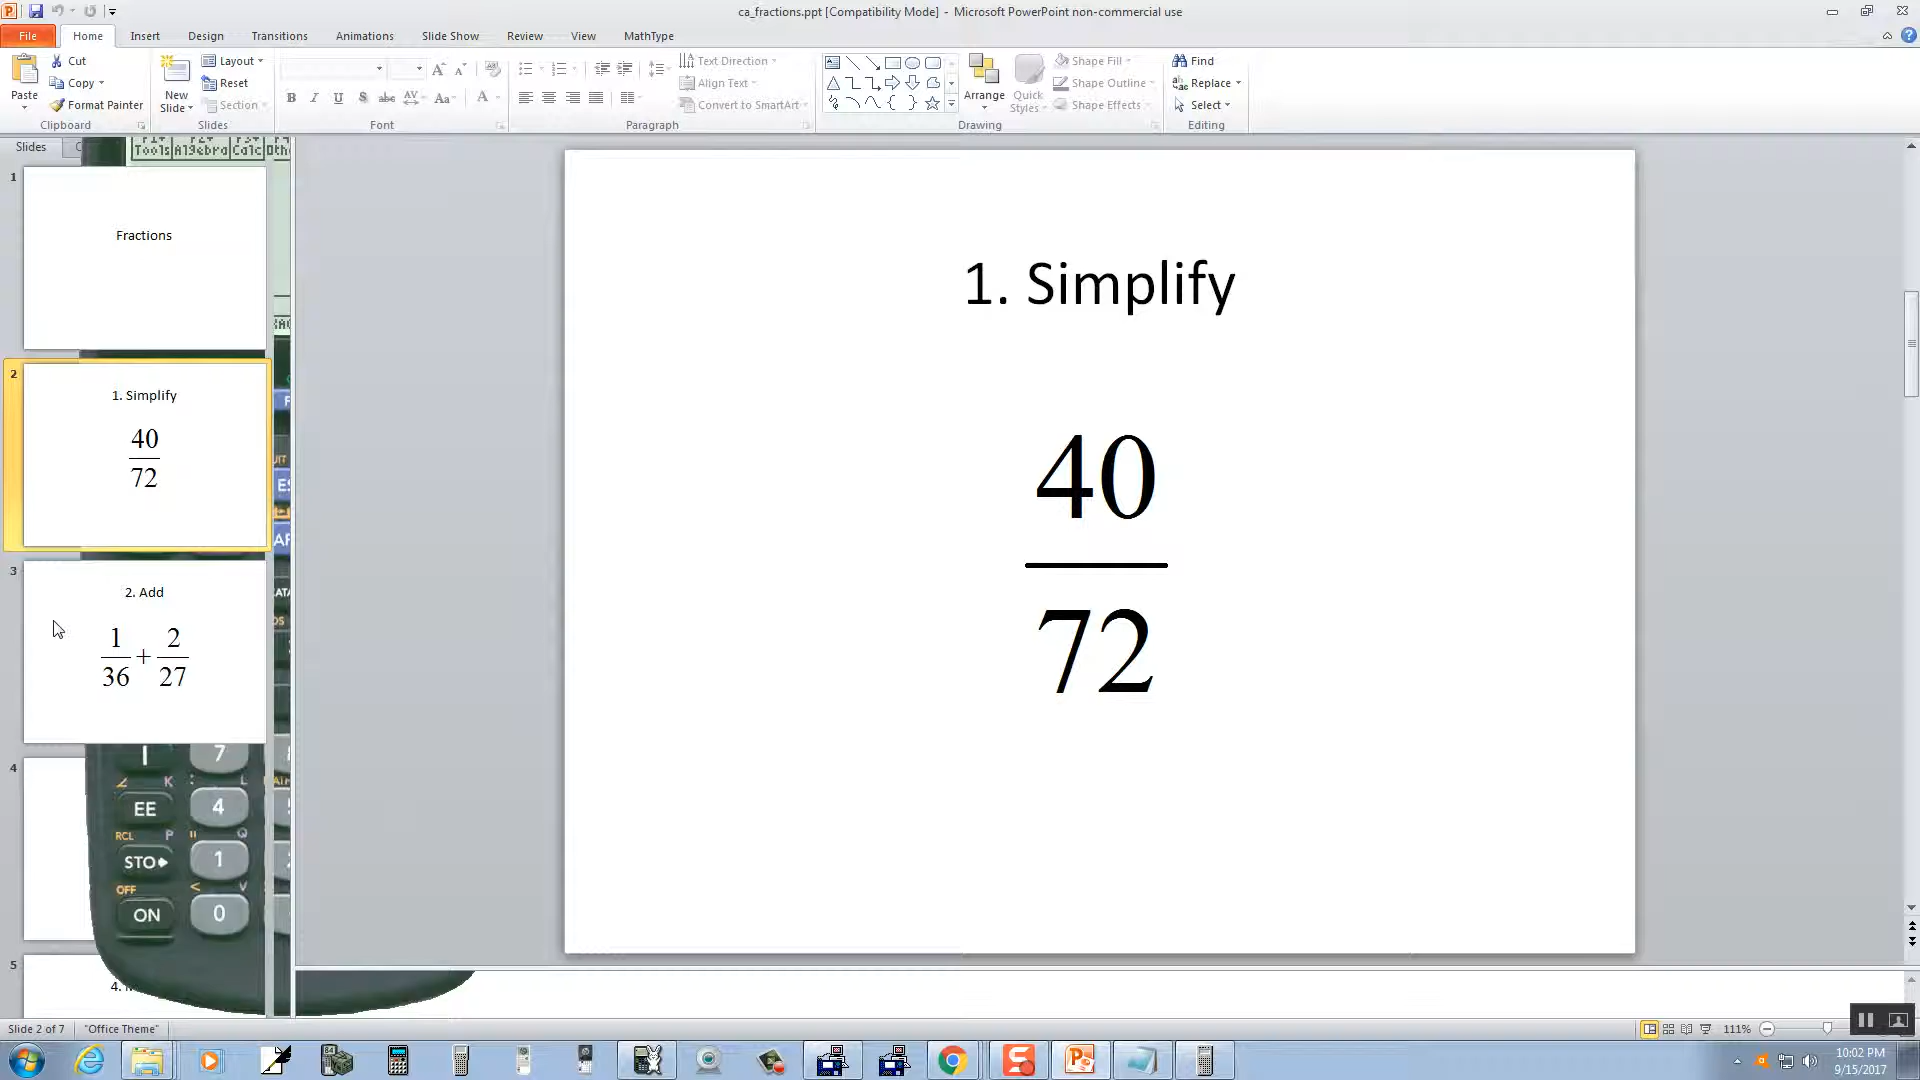 ca_fractions.ppt [Compatibility Mode] - Microsoft PowerPoint non-commercial use
File Home Insert Design Transitions Animations Slide Show Review View MathType
Paste
Cut
Copy
Format Painter
Clipboard
New
Slide
Layout
Reset
Section
Slides
B I U S abc AV Aa A
Font
Text Direction
Align Text
Convert to SmartArt
Paragraph
Arrange
Quick
Styles
Shape Fill
Shape Outline
Shape Effects
Drawing
Find
Replace
Select
Editing
Slides
Tools Algebra Calc
1
Fractions
2
1. Simplify
40
72
3
2. Add
1 2
36 + 27
4
5
4.
7
K L
EE 4
RCL P Q
STO▸ 1
< V
OFF
ON 0
1. Simplify
40
72
Slide 2 of 7 "Office Theme" 111%
84
10:02 PM
9/15/2017